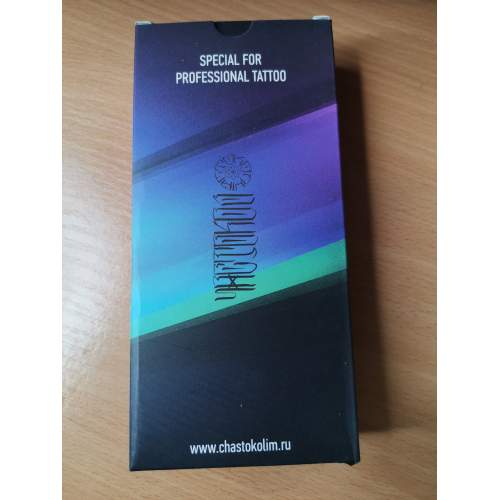 SPECIAL FOR
PROFESSIONAL TATTOO
www.chastokolim.ru